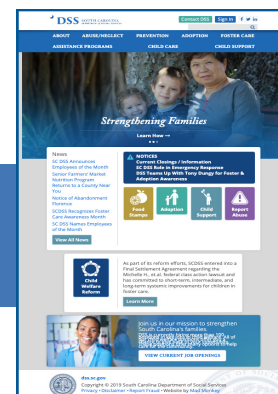 DSS SOUTH CAROLINA
Contact DSS Sign In
ABOUT ABUSE/NEGLECT PREVENTION ADOPTION FOSTER CARE
ASSISTANCE PROGRAMS CHILD CARE CHILD SUPPORT
Strengthening Families
Learn How →
News
SC DSS Announces
Employees of the Month
Senior Farmers' Market
Nutrition Program
Returns to a County Near
You
Notice of Abandonment
Florence
SCDSS Recognizes Foster
Care Awareness Month
SC DSS Names Employees
of the Month
View All News
NOTICES
Current Closings / Information
SC DSS Role in Emergency Response
DSS Teams Up With Tony Dungy for Foster &
Adoption Awareness
Food
Stamps
Adoption
Child
Support
Report
Abuse
Child
Welfare
Reform
As part of its reform efforts, SCDSS entered into a
Final Settlement Agreement regarding the
Michelle H., et.al. federal class action lawsuit and
has committed to short-term, intermediate, and
long-term systems improvements for children in
foster care.
Learn More
Join us in our mission to strengthen
South Carolina's families.
VIEW CURRENT JOB OPENINGS
dss.sc.gov
Copyright © 2019 South Carolina Department of Social Services
Privacy • Disclaimer • Report Fraud • Website by Mad Monkey